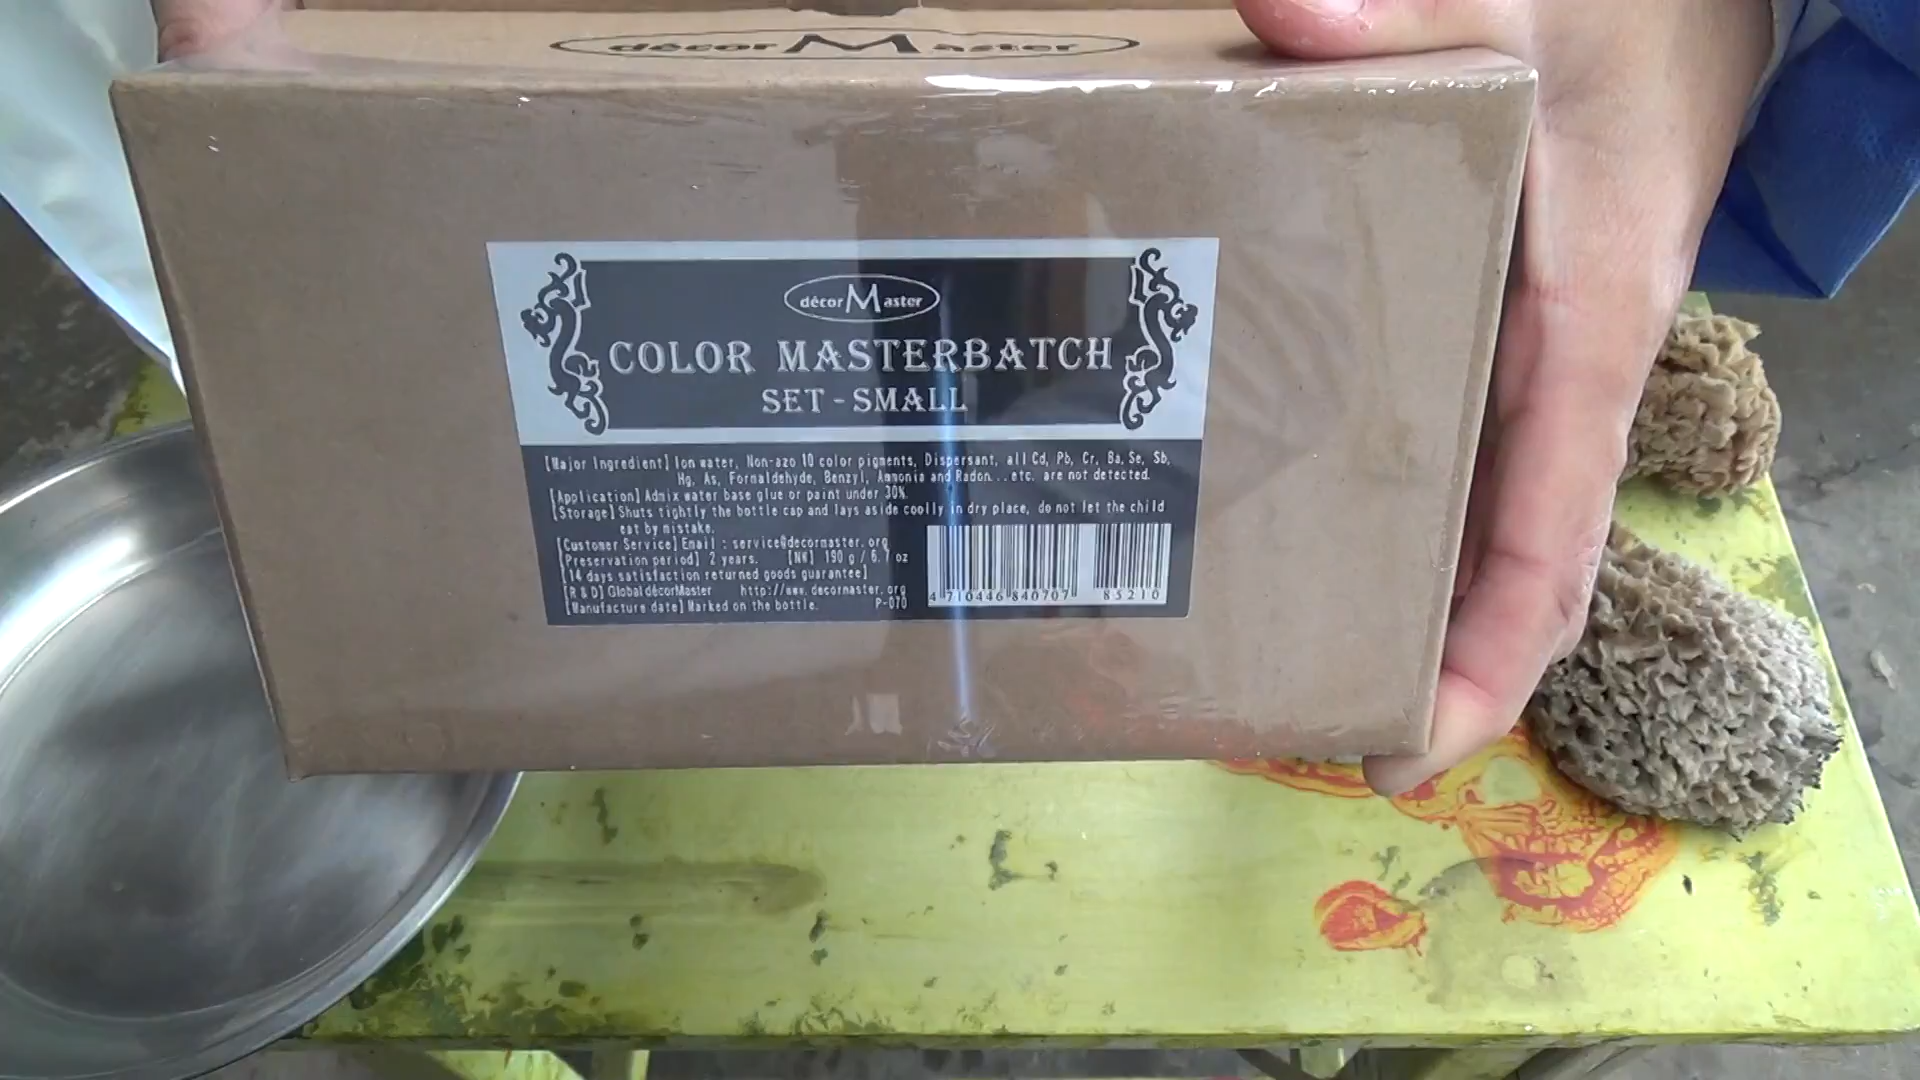 décor Master
décor Master
COLOR MASTERBATCH
SET-SMALL
[Major Ingredient] Ion water, Non-azo 10 color pigments, Dispersant, all Cd, Pb, Cr, Ba, Se, Sb,
Hg, As, Formaldehyde, Benzyl, Ammonia and Radon...etc. are not detected.
[Application] Admix water base glue or paint under 30%.
[Storage] Shuts tightly the bottle cap and lays aside coolly in dry place, do not let the child
eat by mistake.
[Customer Service] Email : service@decormaster.org
[Preservation period] 2 years. [NW] 190 g / 6.7 oz
[14 days satisfaction returned goods guarantee]
[R & D] Global décorMaster http://www.decormaster.org
[Manufacture date] Marked on the bottle. P-070
4 710446 840707 85210